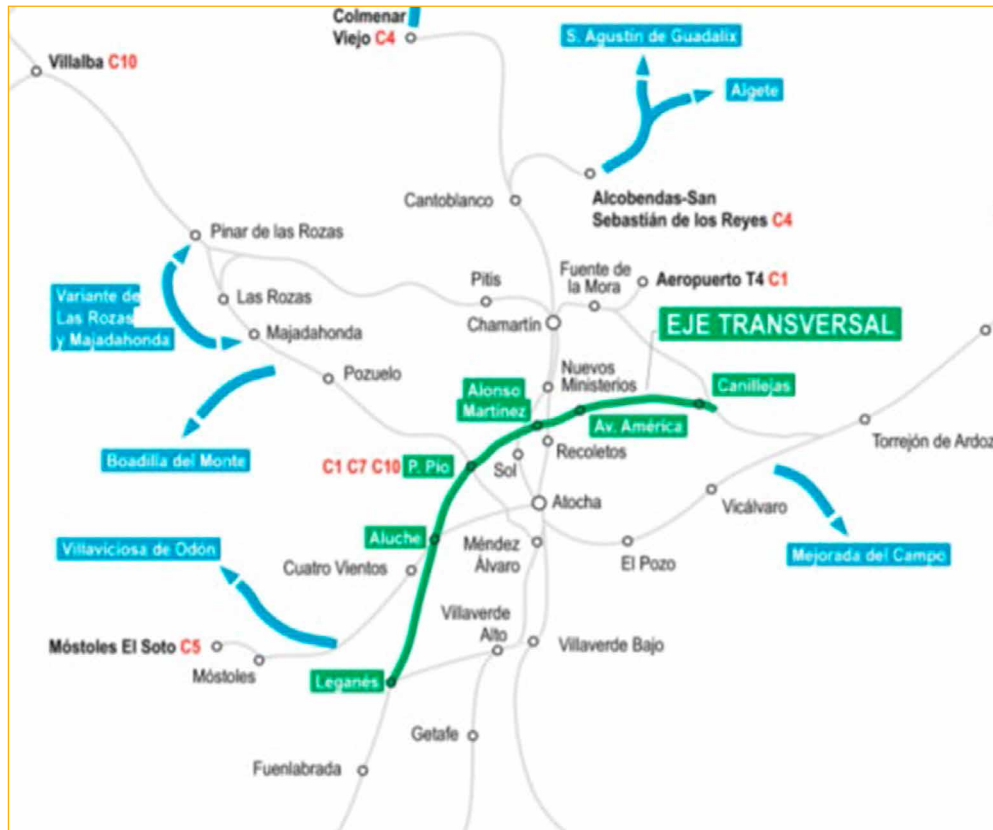 Colmenar
Viejo C4
S. Agustín de Guadalix
Villalba C10
Algete
Cantoblanco
Alcobendas-San
Sebastián de los Reyes C4
Pinar de las Rozas
Fuente de
la Mora
Aeropuerto T4 C1
Pitis
Variante de
Las Rozas
y Majadahonda
Las Rozas
Chamartín
EJE TRANSVERSAL
Majadahonda
Pozuelo
Nuevos
Ministerios
Canillejas
Alonso
Martínez
Av. América
Torrejón de Ardoz
Boadilla del Monte
C1 C7 C10
P. Pío
Sol
Recoletos
Atocha
Vicálvaro
Aluche
Villaviciosa de Odón
Cuatro Vientos
Méndez
Álvaro
El Pozo
Mejorada del Campo
Villaverde
Alto
Villaverde Bajo
Móstoles El Soto C5
Móstoles
Leganés
Getafe
Fuenlabrada